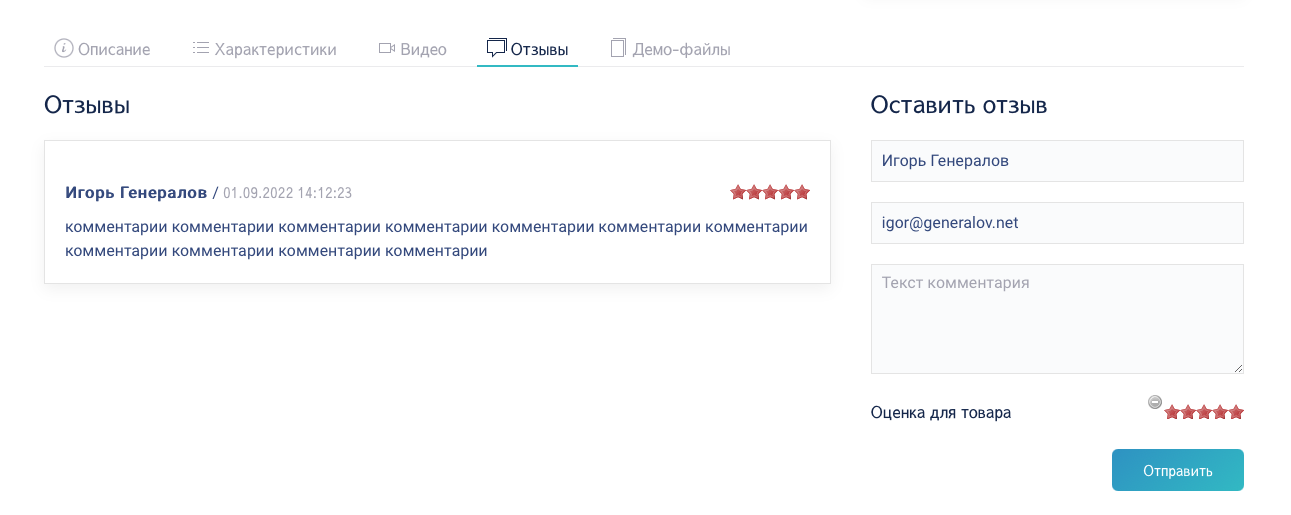 Описание Характеристики Видео Отзывы Демо-файлы
Отзывы
Игорь Генералов / 01.09.2022 14:12:23
комментарии комментарии комментарии комментарии комментарии комментарии комментарии
комментарии комментарии комментарии комментарии
Оставить отзыв
Игорь Генералов
igor@generalov.net
Текст комментария
Оценка для товара
Отправить